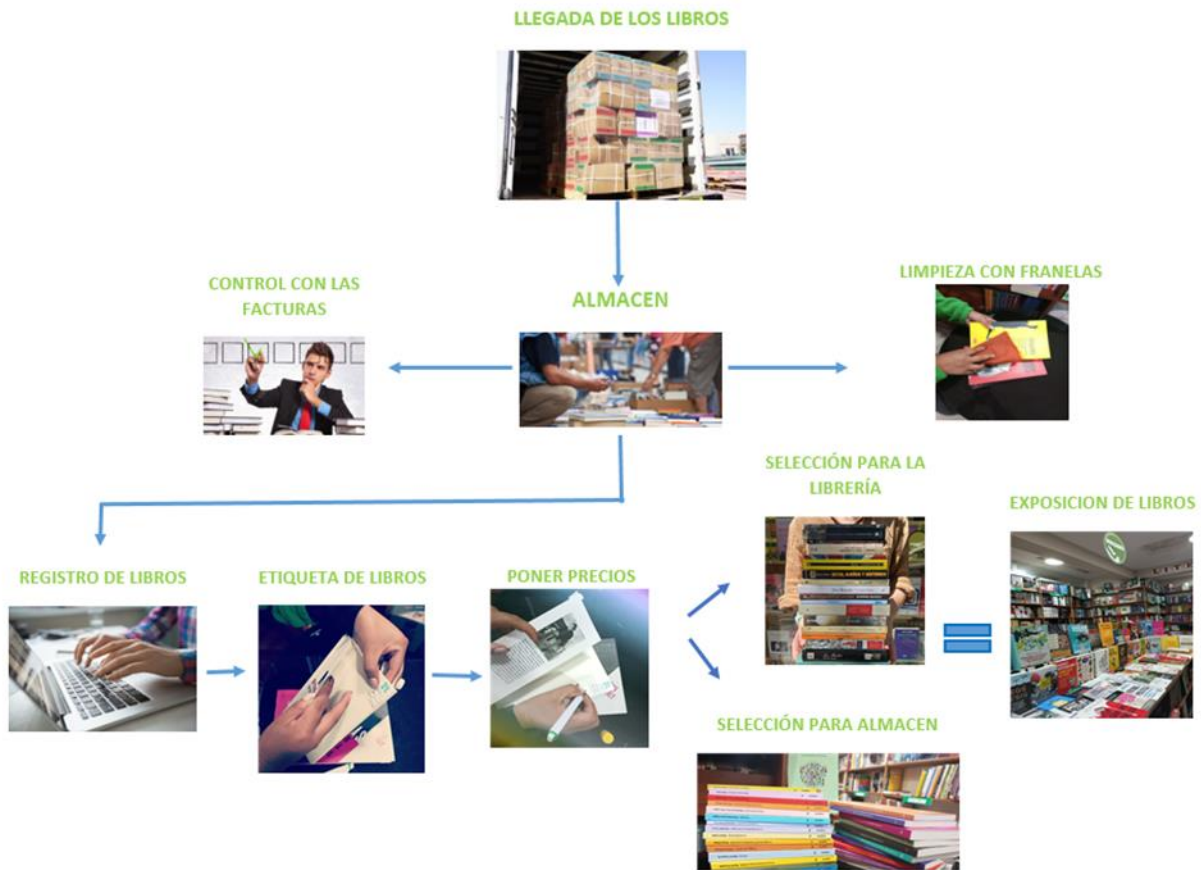 LLEGADA DE LOS LIBROS
CONTROL CON LAS
FACTURAS
ALMACEN
LIMPIEZA CON FRANELAS
SELECCIÓN PARA LA
LIBRERÍA
EXPOSICION DE LIBROS
REGISTRO DE LIBROS
ETIQUETA DE LIBROS
PONER PRECIOS
SELECCIÓN PARA ALMACEN